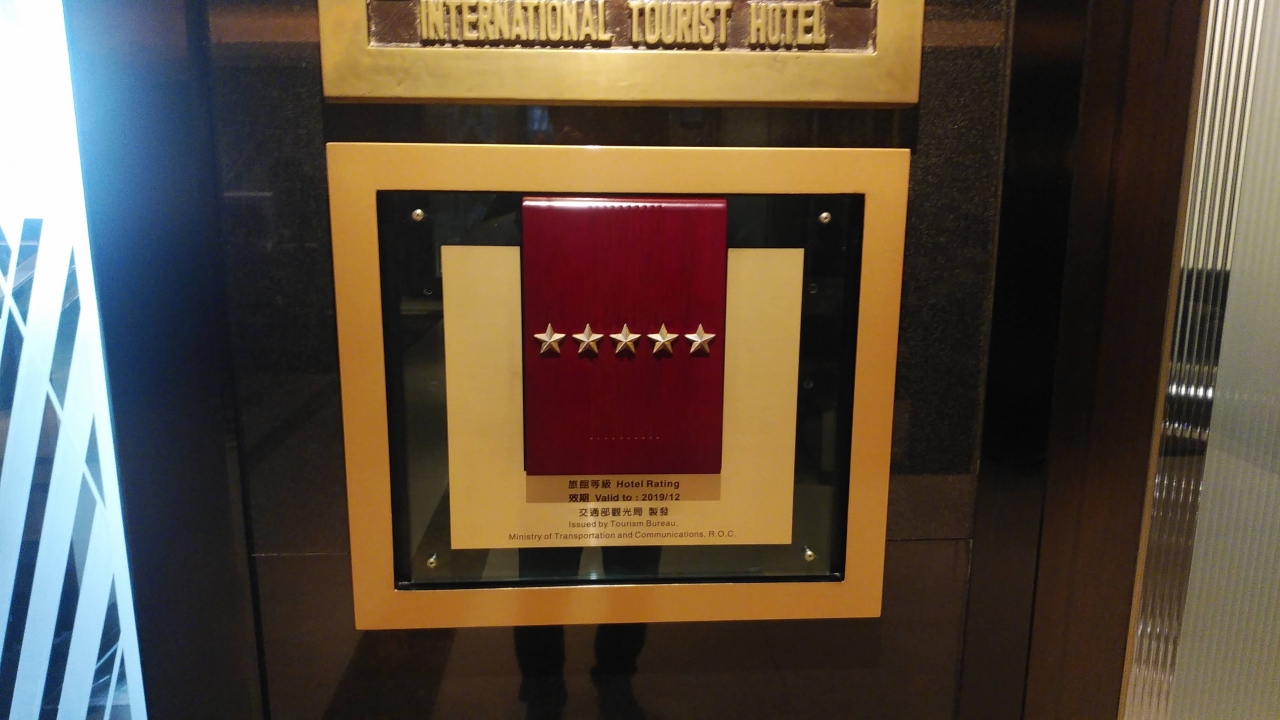 INTERNATIONAL TOURIST HOTEL
旅館等級 Hotel Rating
效期 Valid to : 2019/12
交通部觀光局 製發
Issued by Tourism Bureau,
Ministry of Transportation and Communications, R.O.C.